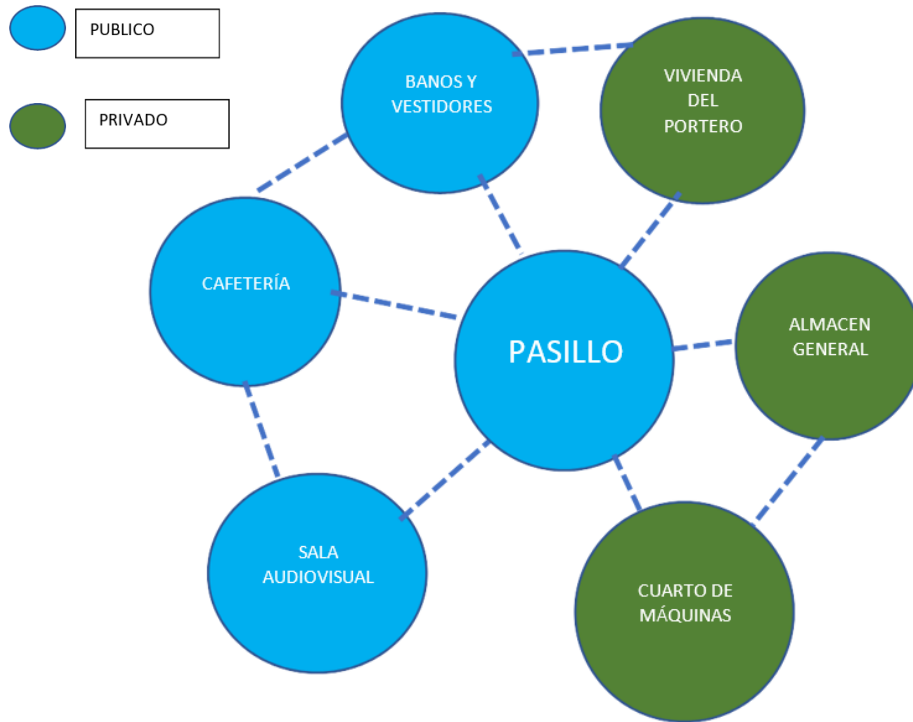 PUBLICO
PRIVADO
BANOS Y
VESTIDORES
VIVIENDA
DEL
PORTERO
CAFETERÍA
PASILLO
ALMACEN
GENERAL
SALA
AUDIOVISUAL
CUARTO DE
MÁQUINAS